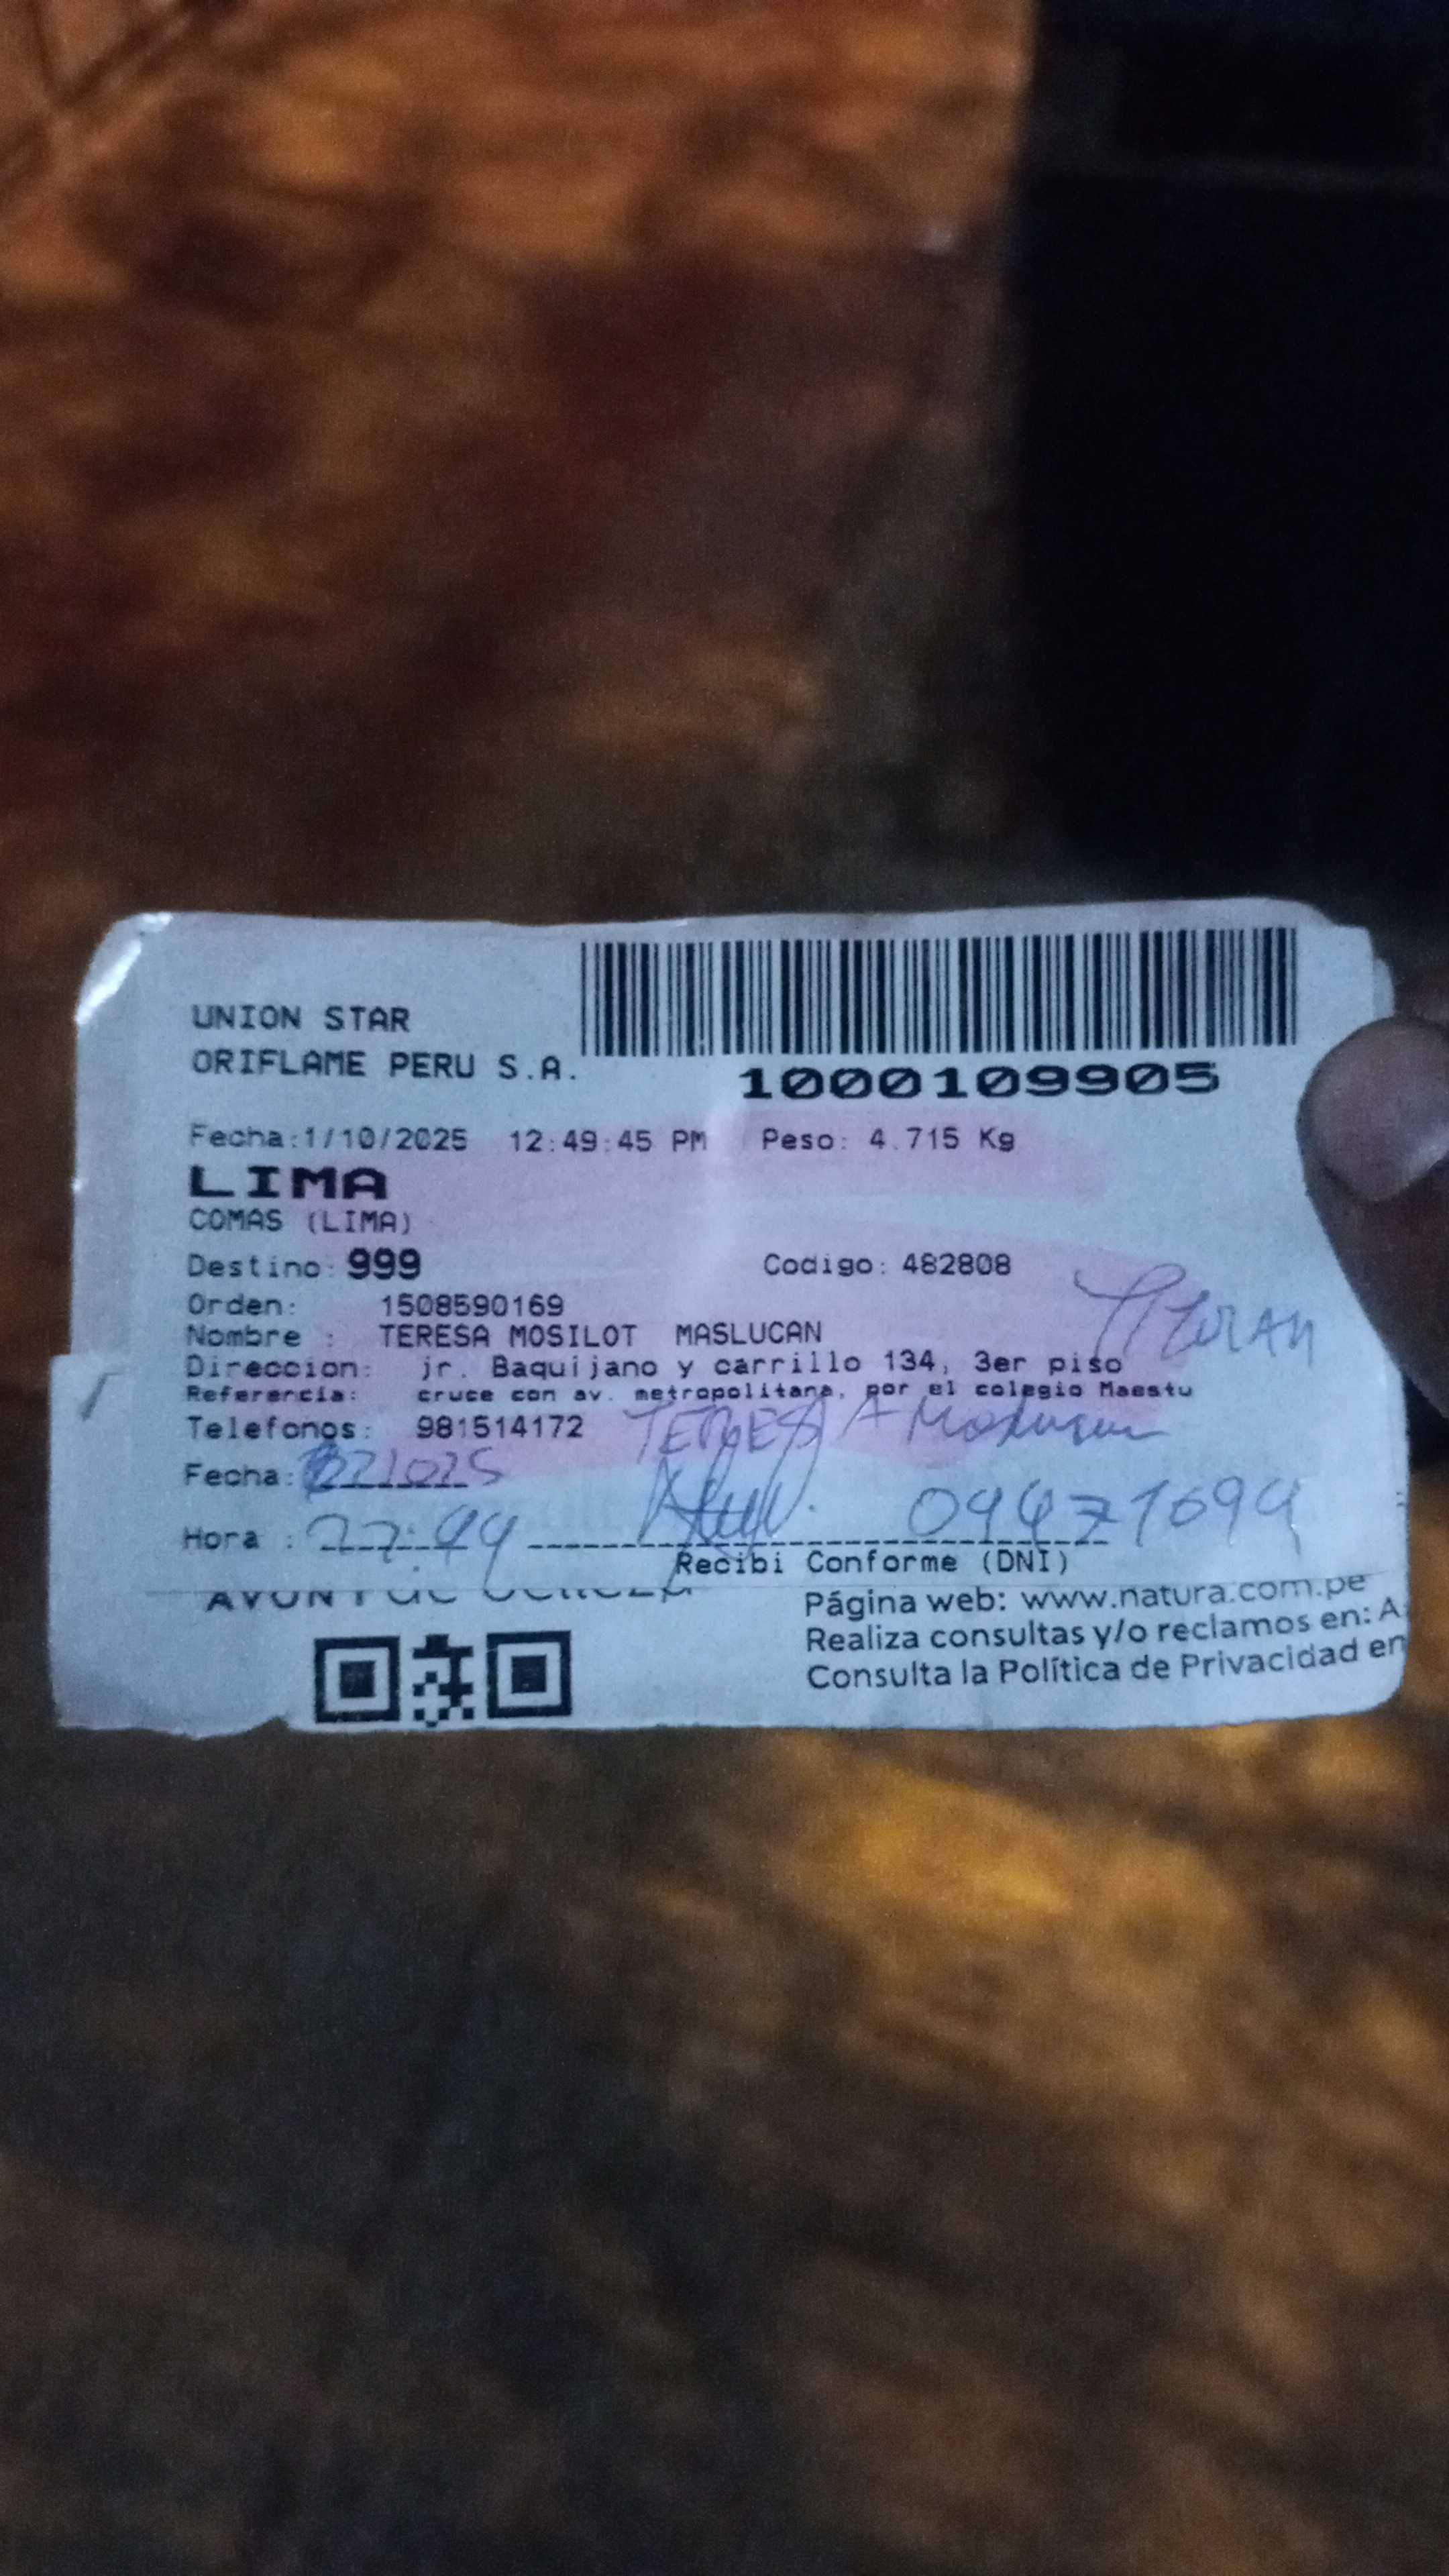 UNION STAR
ORIFLAME PERU S.A.
1000109905
Fecha:1/10/2025 12:49:45 PM Peso: 4.715 Kg
LIMA
COMAS (LIMA)
Destino: 999 Codigo: 482808
Orden: 1508590169
Nombre : TERESA MOSILOT MASLUCAN
Direccion: jr. Baquijano y carrillo 134, 3er piso
Referencia: cruce con av. metropolitana, por el colegio Maestu
Telefonos: 981514172 TERESA
Fecha:
Hora :
Recibi Conforme (DNI)
AVON
Página web: www.natura.com.pe
Realiza consultas y/o reclamos en: A
Consulta la Política de Privacidad en